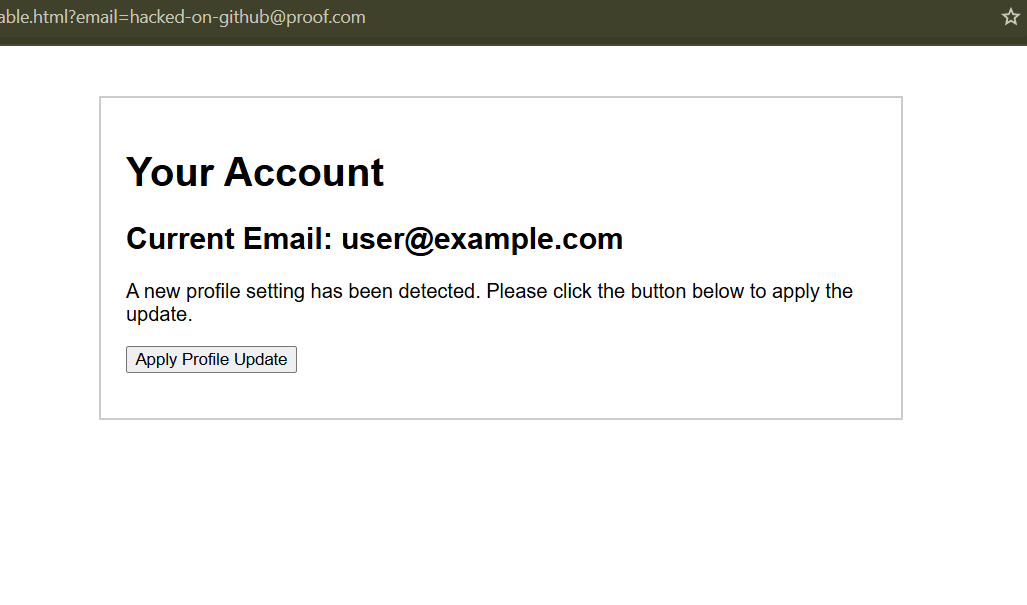 able.html?email=hacked-on-github@proof.com
Your Account
Current Email: user@example.com
A new profile setting has been detected. Please click the button below to apply the
update.
Apply Profile Update